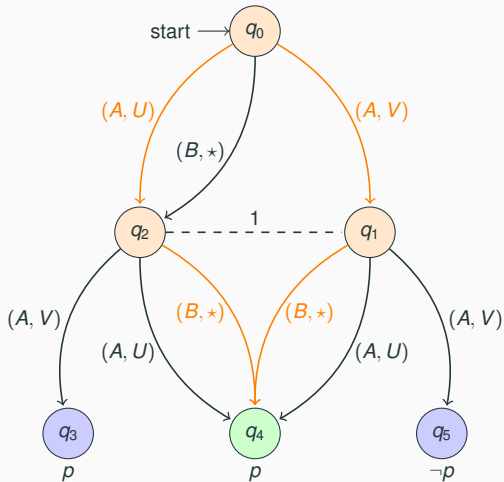 start
q₀
(A, U)
(A, V)
(B, ⋆)
q₂
1
q₁
(A, V)
(B, ⋆)
(B, ⋆)
(A, V)
(A, U)
(A, U)
q₃
q₄
q₅
p
p
¬p